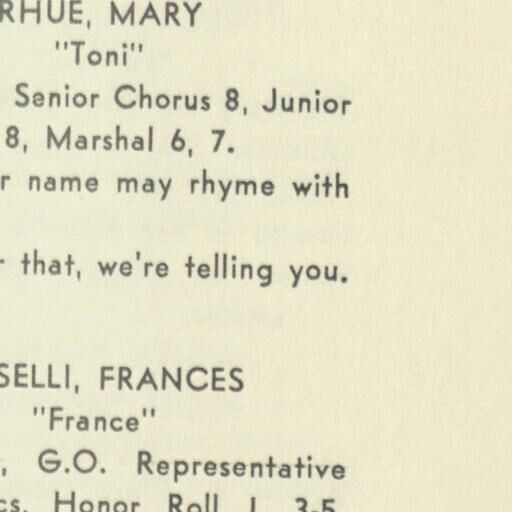 RHUE, MARY
"Toni"
Senior Chorus 8, Junior
8, Marshal 6, 7.
r name may rhyme with
that, we're telling you.
SELLI, FRANCES
"France"
G.O. Representative
cs, Honor Roll I, 3-5,